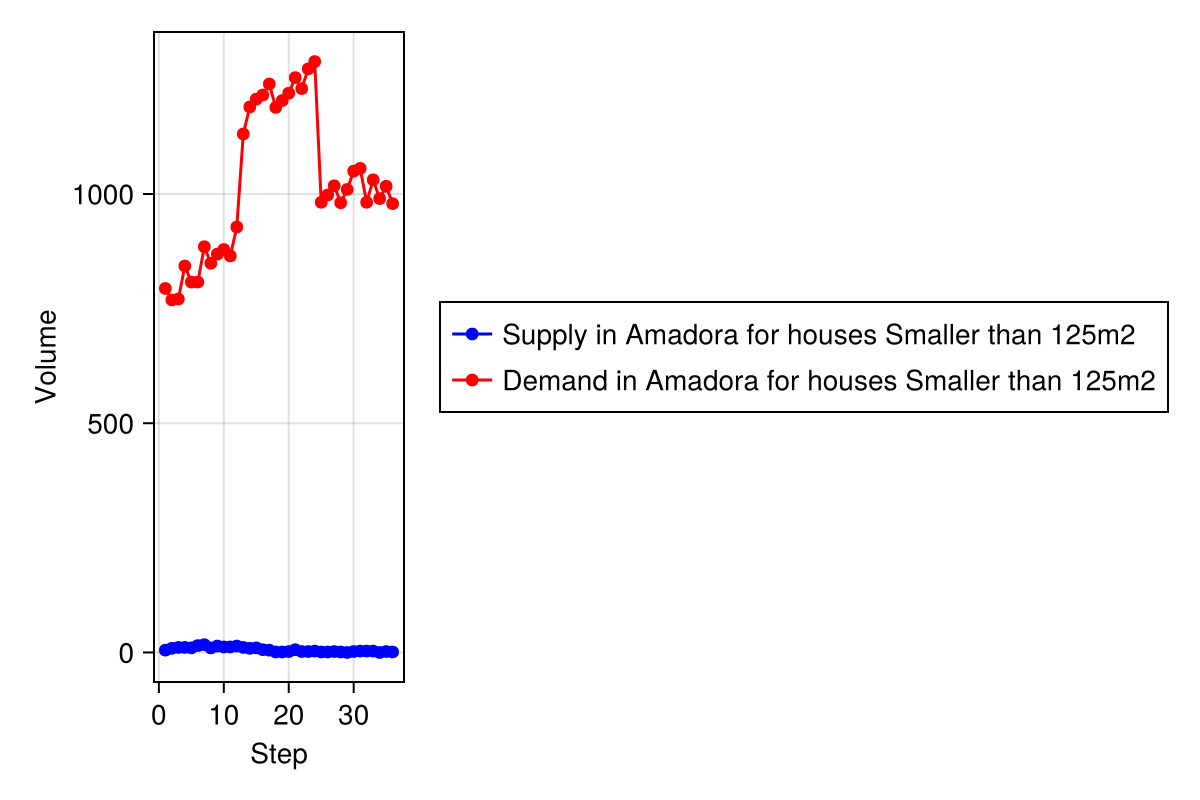 Volume
1000
500
0
0 10 20 30
Step
Supply in Amadora for houses Smaller than 125m2
Demand in Amadora for houses Smaller than 125m2